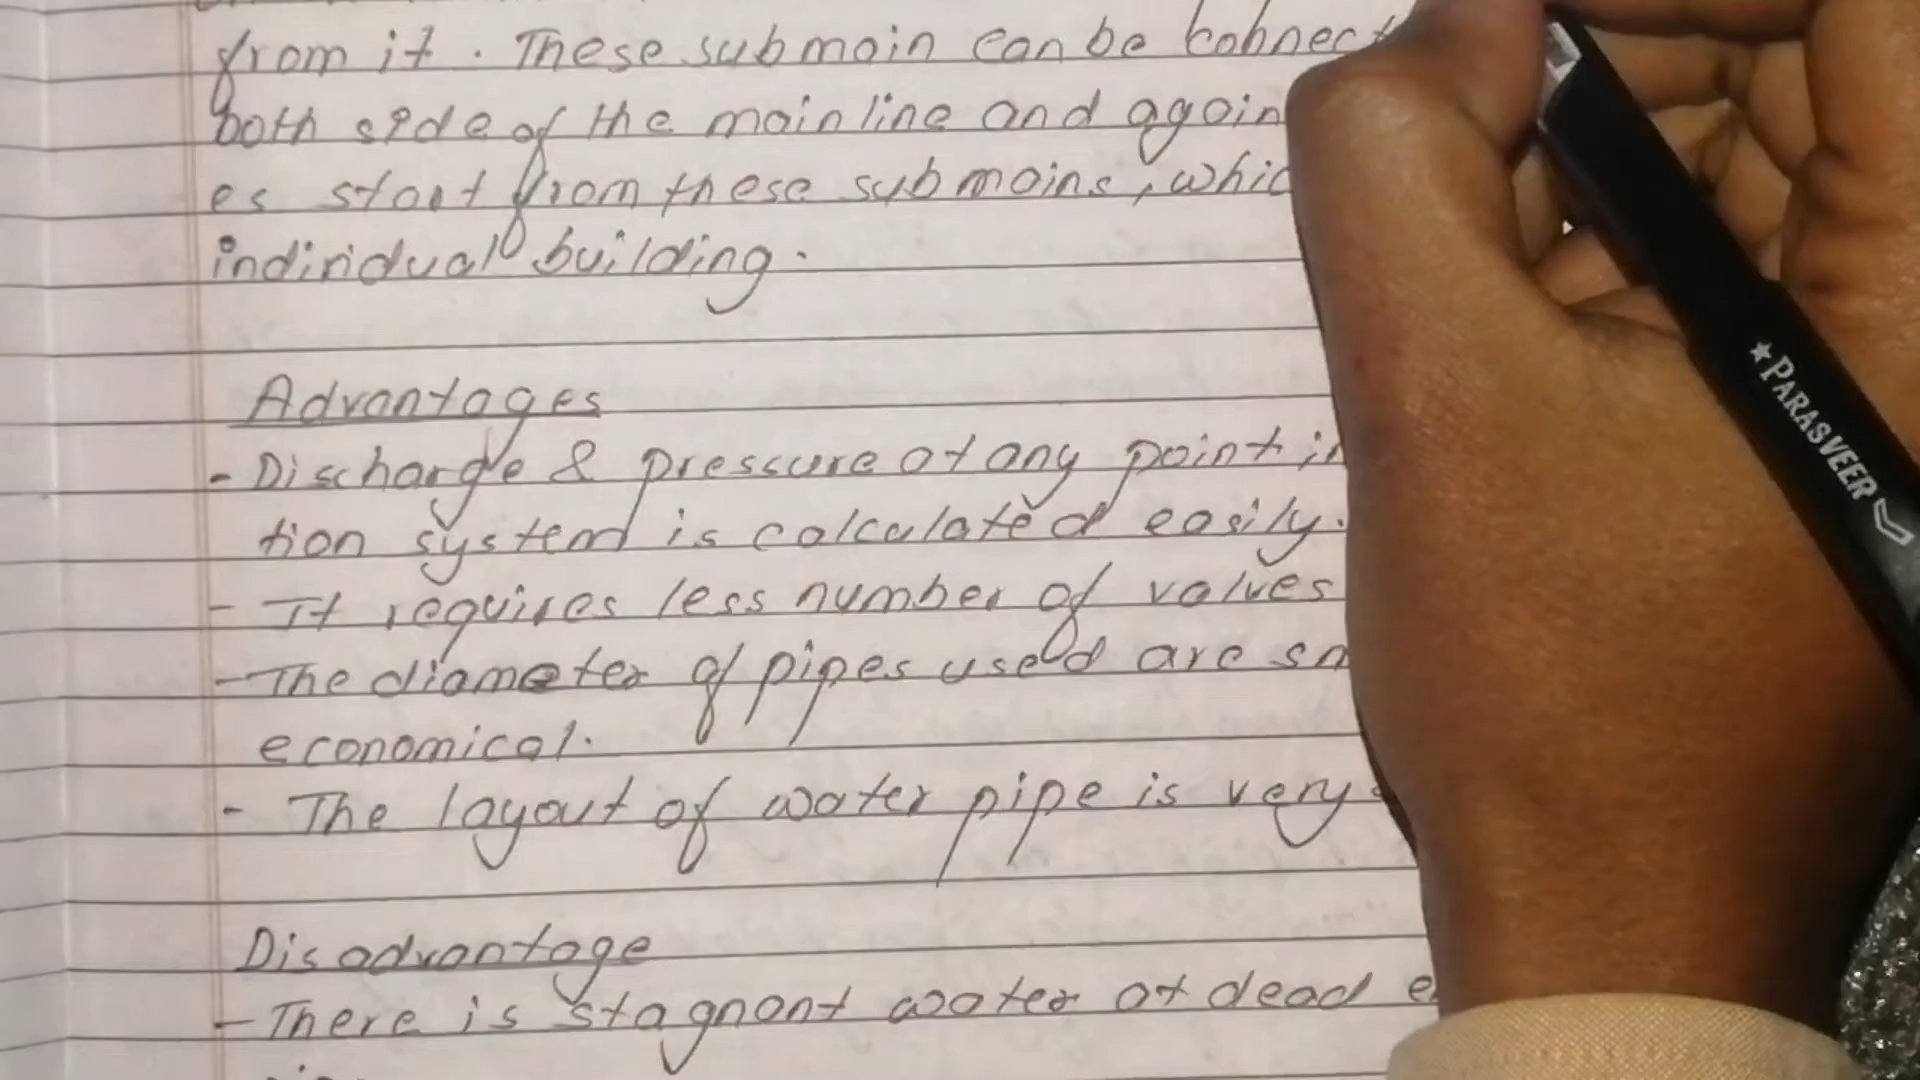 from it. These submain can be connect
both side of the main line and again
es start from these submains, whic
individual building.
Advantages
- Discharge & pressure at any point in
tion system is calculated easily.
- It requires less number of valves
- The diameter of pipes used are sm
economical.
- The layout of water pipe is very
Disadvantage
- There is stagnant water at dead e
PARASVEER